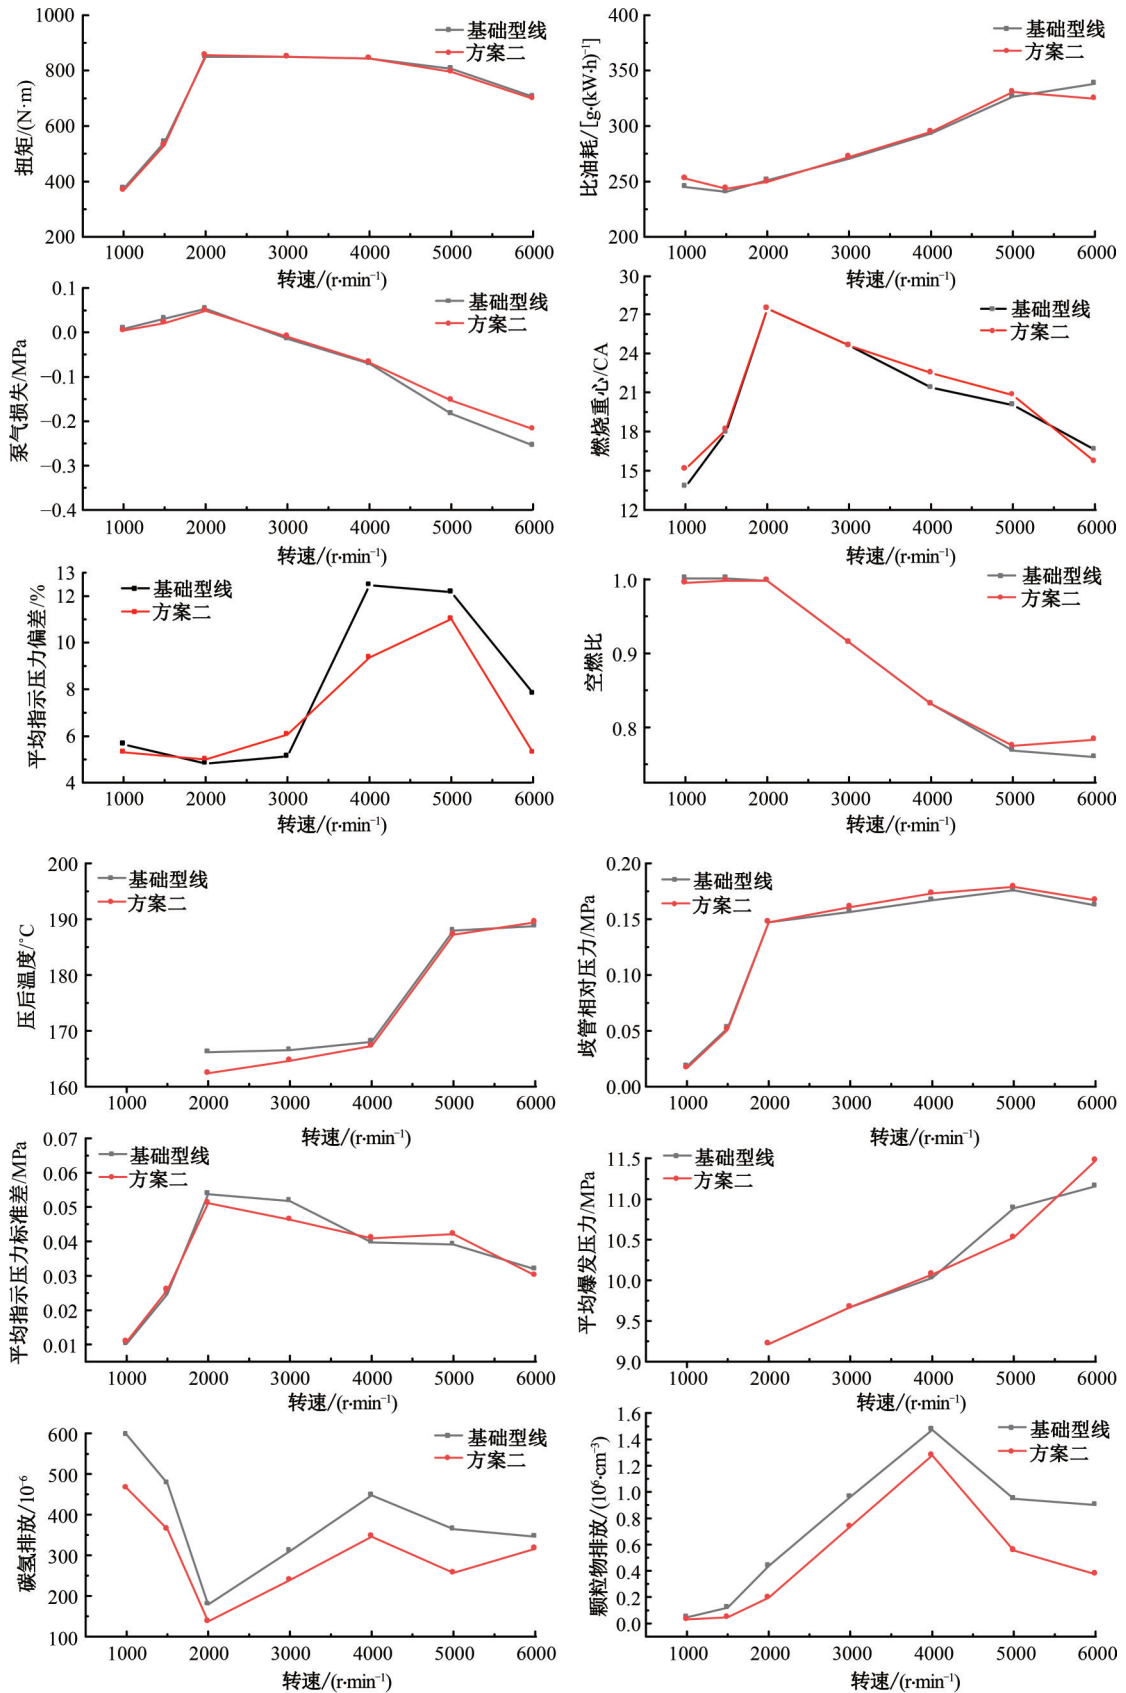 1000
800
600
400
200
扭矩/(N·m)
基础型线
方案二
1000 2000 3000 4000 5000 6000
转速/(r·min⁻¹)
400
350
300
250
200
比油耗/[g·(kW·h)⁻¹]
基础型线
方案二
1000 2000 3000 4000 5000 6000
转速/(r·min⁻¹)
0.1
0.0
−0.1
−0.2
−0.3
−0.4
泵气损失/MPa
基础型线
方案二
1000 2000 3000 4000 5000 6000
转速/(r·min⁻¹)
30
27
24
21
18
15
12
燃烧重心/CA
基础型线
方案二
1000 2000 3000 4000 5000 6000
转速/(r·min⁻¹)
13
12
10
8
6
4
平均指示压力偏差/%
基础型线
方案二
1000 2000 3000 4000 5000 6000
转速/(r·min⁻¹)
1.0
0.9
0.8
空燃比
基础型线
方案二
1000 2000 3000 4000 5000 6000
转速/(r·min⁻¹)
200
190
180
170
160
压后温度/°C
基础型线
方案二
1000 2000 3000 4000 5000 6000
转速/(r·min⁻¹)
0.20
0.15
0.10
0.05
0.00
歧管相对压力/MPa
基础型线
方案二
1000 2000 3000 4000 5000 6000
转速/(r·min⁻¹)
0.07
0.06
0.05
0.04
0.03
0.02
0.01
平均指示压力标准差/MPa
基础型线
方案二
1000 2000 3000 4000 5000 6000
转速/(r·min⁻¹)
11.5
11.0
10.5
10.0
9.5
9.0
平均爆发压力/MPa
基础型线
方案二
1000 2000 3000 4000 5000 6000
转速/(r·min⁻¹)
600
500
400
300
200
100
碳氢排放/10⁻⁶
基础型线
方案二
1000 2000 3000 4000 5000 6000
转速/(r·min⁻¹)
1.6
1.4
1.2
1.0
0.8
0.6
0.4
0.2
0.0
颗粒物排放/(10⁶·cm⁻³)
基础型线
方案二
1000 2000 3000 4000 5000 6000
转速/(r·min⁻¹)